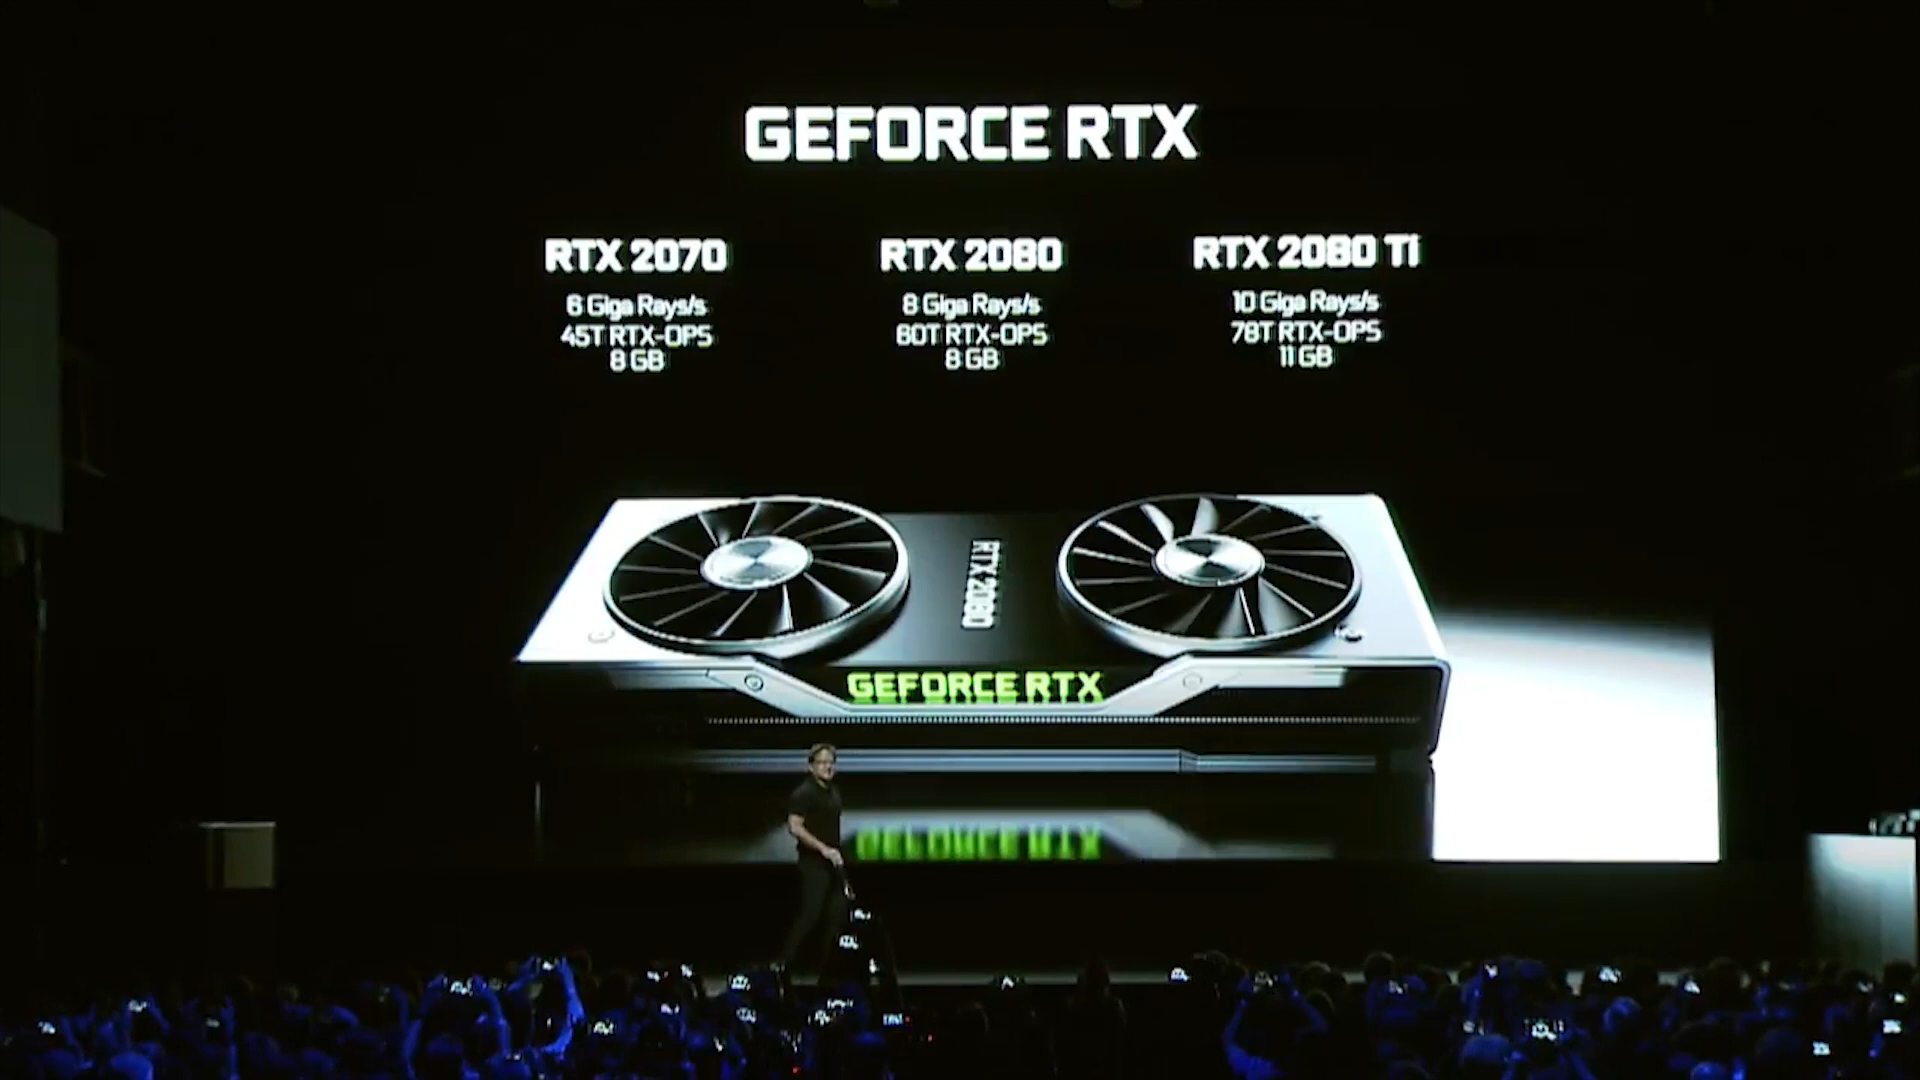 GEFORCE RTX
RTX 2070
6 Giga Rays/s
45T RTX-OPS
8 GB
RTX 2080
8 Giga Rays/s
60T RTX-OPS
8 GB
RTX 2080 Ti
10 Giga Rays/s
78T RTX-OPS
11 GB
RTX 2080
GEFORCE RTX